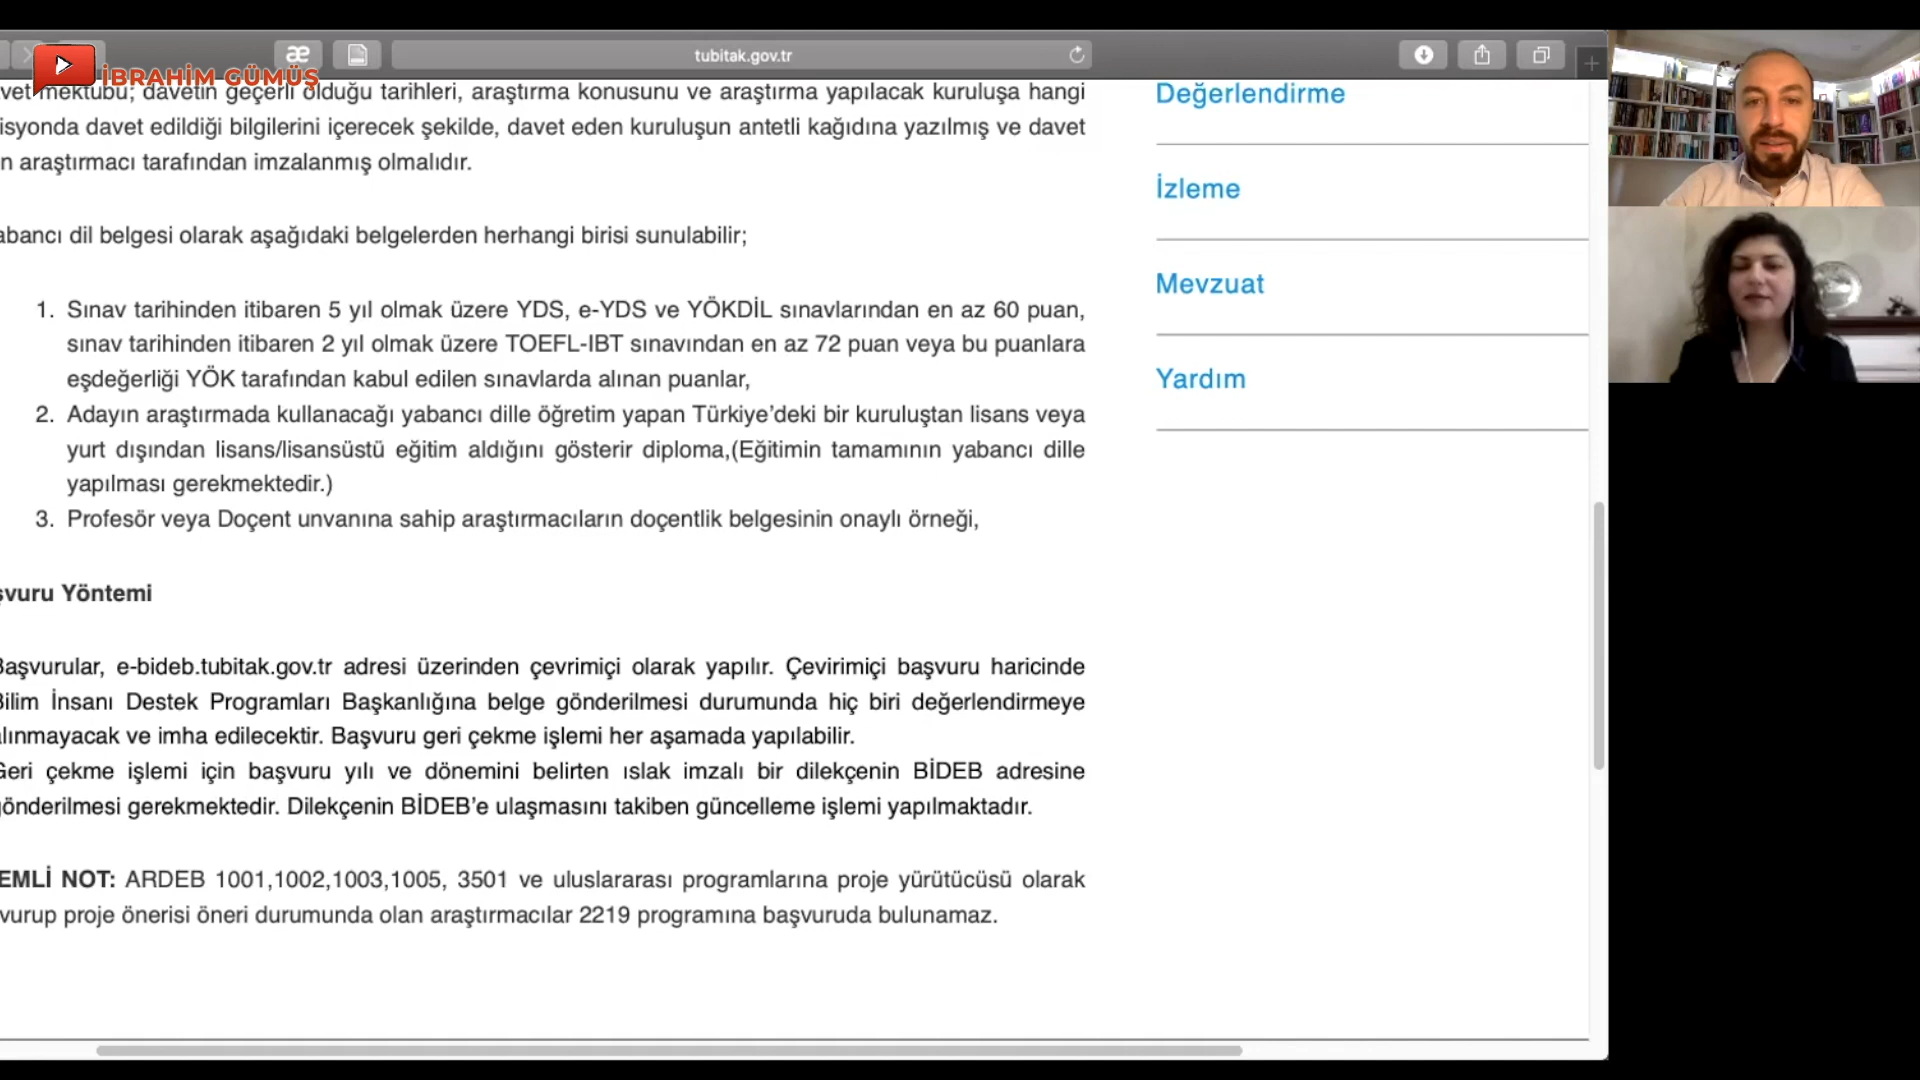 tubitak.gov.tr
İBRAHİM GÜMÜŞ
mektubu; davetin geçerli olduğu tarihleri, araştırma konusunu ve araştırma yapılacak kuruluşa hangi
isyonda davet edildiği bilgilerini içerecek şekilde, davet eden kuruluşun antetli kağıdına yazılmış ve davet
n araştırmacı tarafından imzalanmış olmalıdır.
abancı dil belgesi olarak aşağıdaki belgelerden herhangi birisi sunulabilir;
1. Sınav tarihinden itibaren 5 yıl olmak üzere YDS, e-YDS ve YÖKDİL sınavlarından en az 60 puan,
sınav tarihinden itibaren 2 yıl olmak üzere TOEFL-IBT sınavından en az 72 puan veya bu puanlara
eşdeğerliği YÖK tarafından kabul edilen sınavlarda alınan puanlar,
2. Adayın araştırmada kullanacağı yabancı dille öğretim yapan Türkiye'deki bir kuruluştan lisans veya
yurt dışından lisans/lisansüstü eğitim aldığını gösterir diploma,(Eğitimin tamamının yabancı dille
yapılması gerekmektedir.)
3. Profesör veya Doçent unvanına sahip araştırmacıların doçentlik belgesinin onaylı örneği,
şvuru Yöntemi
Başvurular, e-bideb.tubitak.gov.tr adresi üzerinden çevrimiçi olarak yapılır. Çevirimiçi başvuru haricinde
Bilim İnsanı Destek Programları Başkanlığına belge gönderilmesi durumunda hiç biri değerlendirmeye
alınmayacak ve imha edilecektir. Başvuru geri çekme işlemi her aşamada yapılabilir.
Geri çekme işlemi için başvuru yılı ve dönemini belirten ıslak imzalı bir dilekçenin BİDEB adresine
gönderilmesi gerekmektedir. Dilekçenin BİDEB'e ulaşmasını takiben güncelleme işlemi yapılmaktadır.
EMLİ NOT: ARDEB 1001,1002,1003,1005, 3501 ve uluslararası programlarına proje yürütücüsü olarak
vurup proje önerisi öneri durumunda olan araştırmacılar 2219 programına başvuruda bulunamaz.
Değerlendirme
İzleme
Mevzuat
Yardım